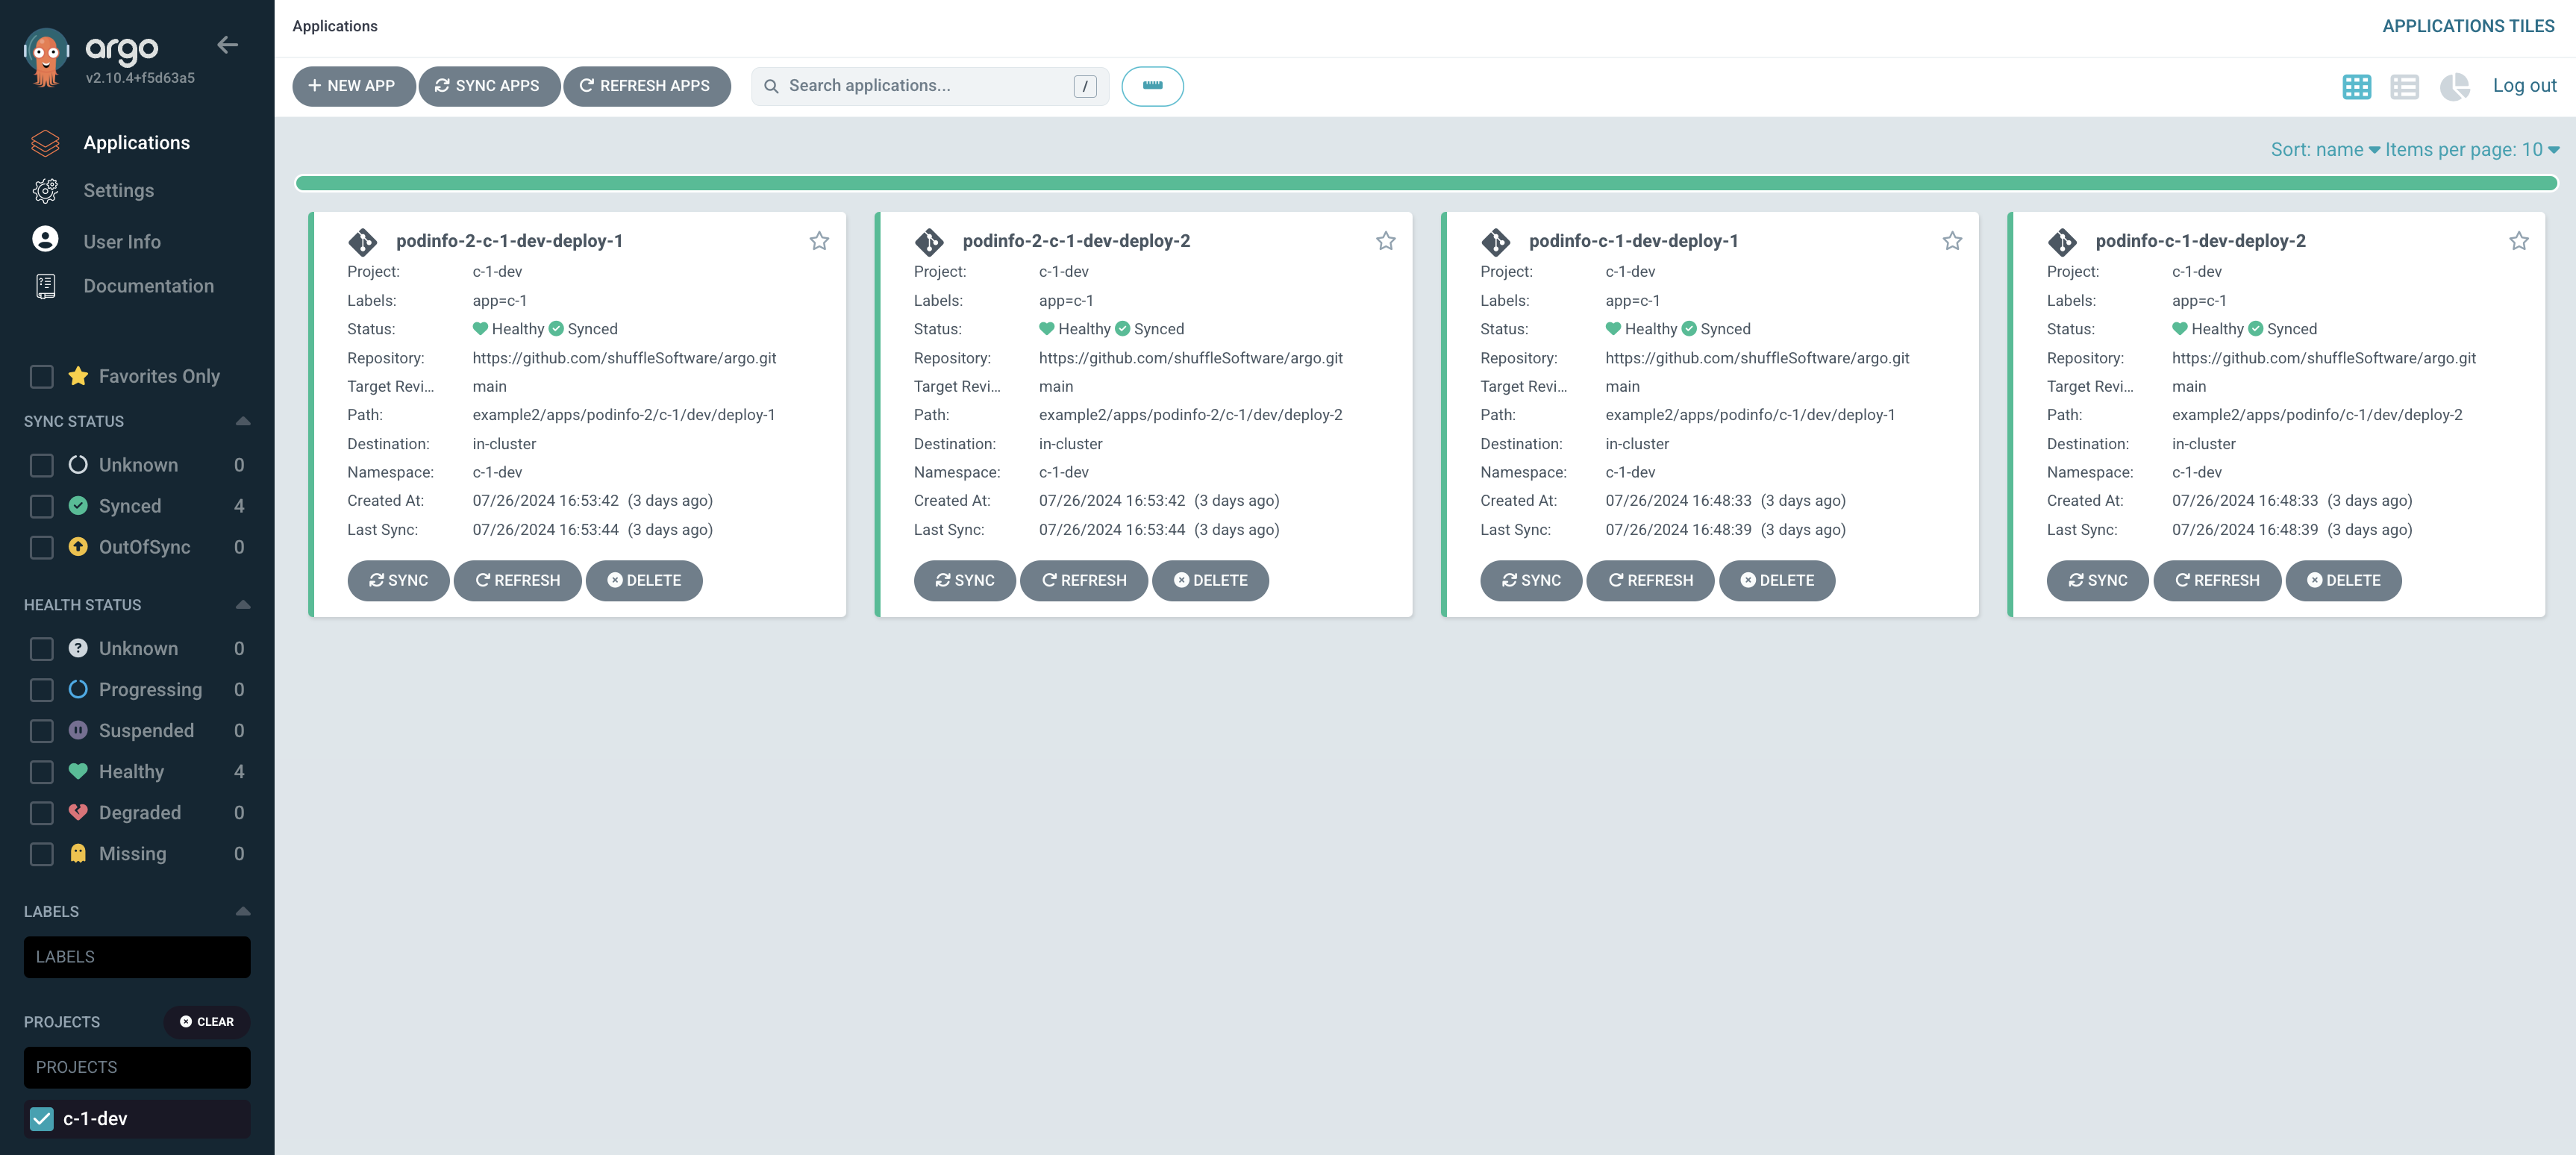 argo
v2.10.4+f5d63a5
Applications
Settings
User Info
Documentation
Favorites Only
SYNC STATUS
Unknown 0
Synced 4
OutOfSync 0
HEALTH STATUS
Unknown 0
Progressing 0
Suspended 0
Healthy 4
Degraded 0
Missing 0
LABELS
LABELS
PROJECTS CLEAR
PROJECTS
c-1-dev
Applications APPLICATIONS TILES
NEW APP SYNC APPS REFRESH APPS Search applications... / Log out
Sort: name Items per page: 10
podinfo-2-c-1-dev-deploy-1
Project: c-1-dev
Labels: app=c-1
Status: Healthy Synced
Repository: https://github.com/shuffleSoftware/argo.git
Target Revi... main
Path: example2/apps/podinfo-2/c-1/dev/deploy-1
Destination: in-cluster
Namespace: c-1-dev
Created At: 07/26/2024 16:53:42 (3 days ago)
Last Sync: 07/26/2024 16:53:44 (3 days ago)
SYNC REFRESH DELETE
podinfo-2-c-1-dev-deploy-2
Project: c-1-dev
Labels: app=c-1
Status: Healthy Synced
Repository: https://github.com/shuffleSoftware/argo.git
Target Revi... main
Path: example2/apps/podinfo-2/c-1/dev/deploy-2
Destination: in-cluster
Namespace: c-1-dev
Created At: 07/26/2024 16:53:42 (3 days ago)
Last Sync: 07/26/2024 16:53:44 (3 days ago)
SYNC REFRESH DELETE
podinfo-c-1-dev-deploy-1
Project: c-1-dev
Labels: app=c-1
Status: Healthy Synced
Repository: https://github.com/shuffleSoftware/argo.git
Target Revi... main
Path: example2/apps/podinfo/c-1/dev/deploy-1
Destination: in-cluster
Namespace: c-1-dev
Created At: 07/26/2024 16:48:33 (3 days ago)
Last Sync: 07/26/2024 16:48:39 (3 days ago)
SYNC REFRESH DELETE
podinfo-c-1-dev-deploy-2
Project: c-1-dev
Labels: app=c-1
Status: Healthy Synced
Repository: https://github.com/shuffleSoftware/argo.git
Target Revi... main
Path: example2/apps/podinfo/c-1/dev/deploy-2
Destination: in-cluster
Namespace: c-1-dev
Created At: 07/26/2024 16:48:33 (3 days ago)
Last Sync: 07/26/2024 16:48:39 (3 days ago)
SYNC REFRESH DELETE